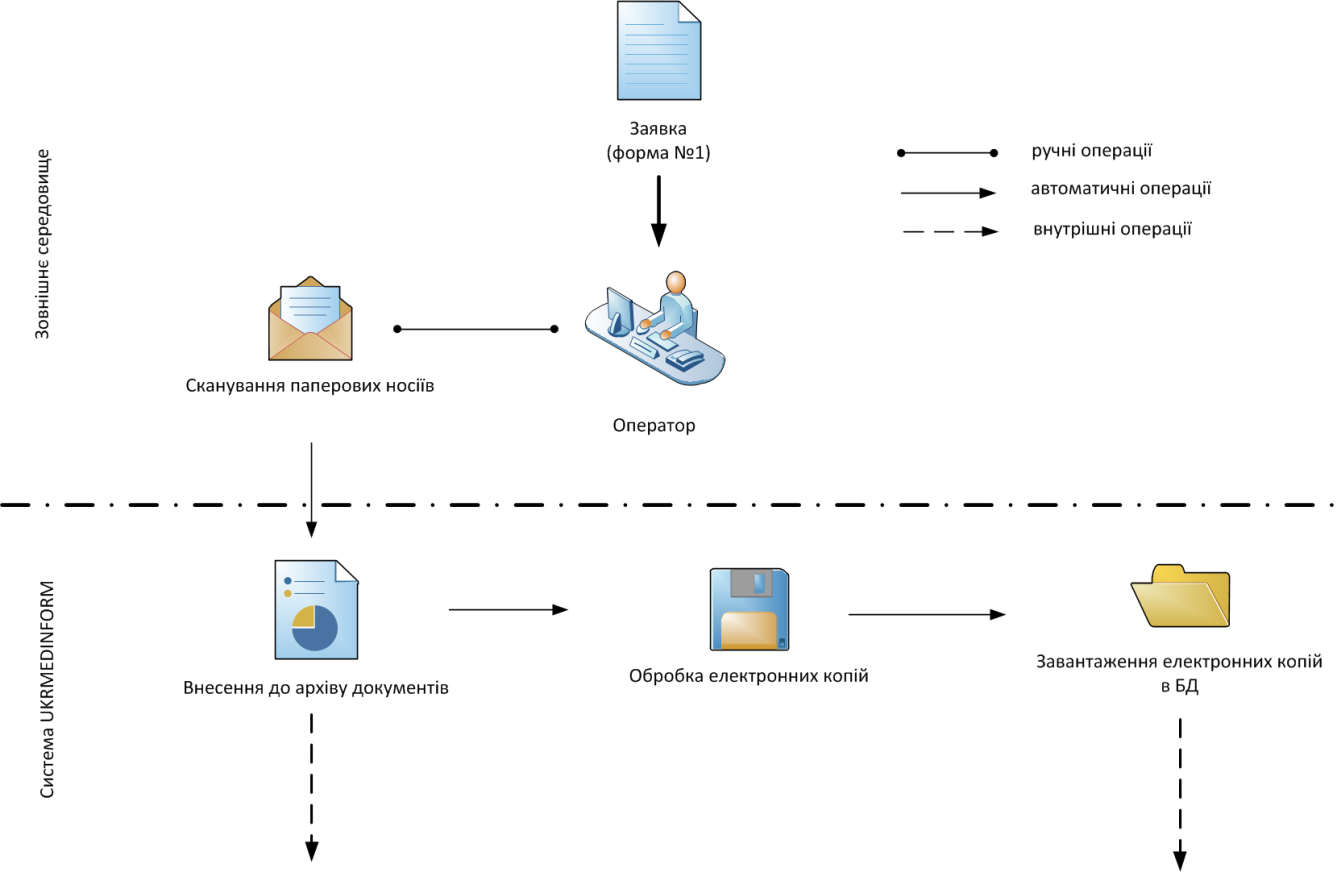 Заявка
(форма №1)
ручні операції
автоматичні операції
внутрішні операції
Зовнішнє середовище
Сканування паперових носіїв
Оператор
Система UKRMEDINFORM
Внесення до архіву документів
Обробка електронних копій
Завантаження електронних копій
в БД